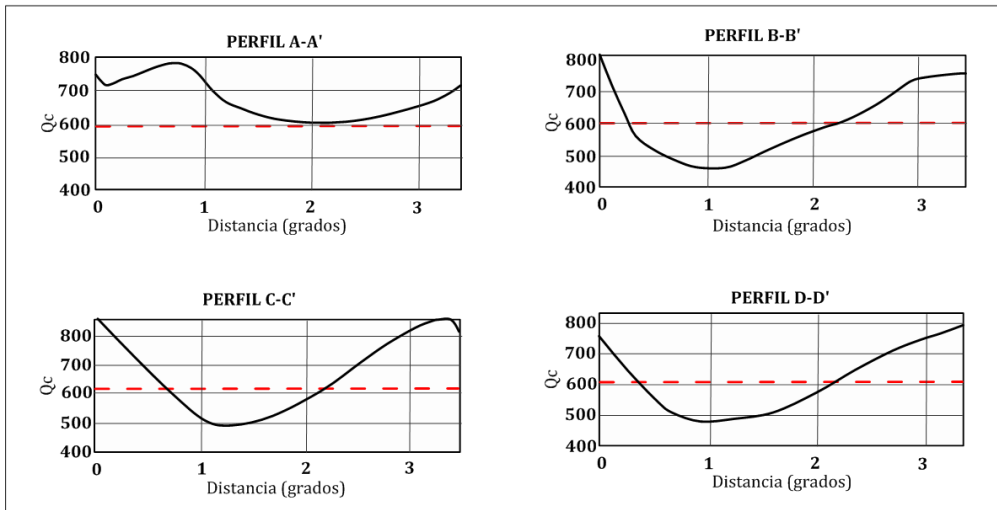 PERFIL A-A'
800
700
600
500
400
Qc
0 1 2 3
Distancia (grados)
PERFIL B-B'
800
700
600
500
400
Qc
0 1 2 3
Distancia (grados)
PERFIL C-C'
800
700
600
500
400
Qc
0 1 2 3
Distancia (grados)
PERFIL D-D'
800
700
600
500
400
Qc
0 1 2 3
Distancia (grados)